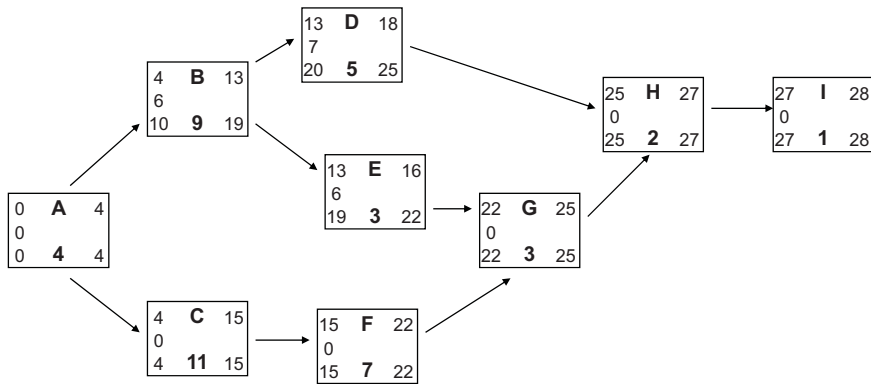 13 D 18
7
20 5 25
4 B 13
6
10 9 19
25 H 27
0
25 2 27
27 I 28
0
27 1 28
13 E 16
6
19 3 22
0 A 4
0
0 4 4
22 G 25
0
22 3 25
4 C 15
0
4 11 15
15 F 22
0
15 7 22